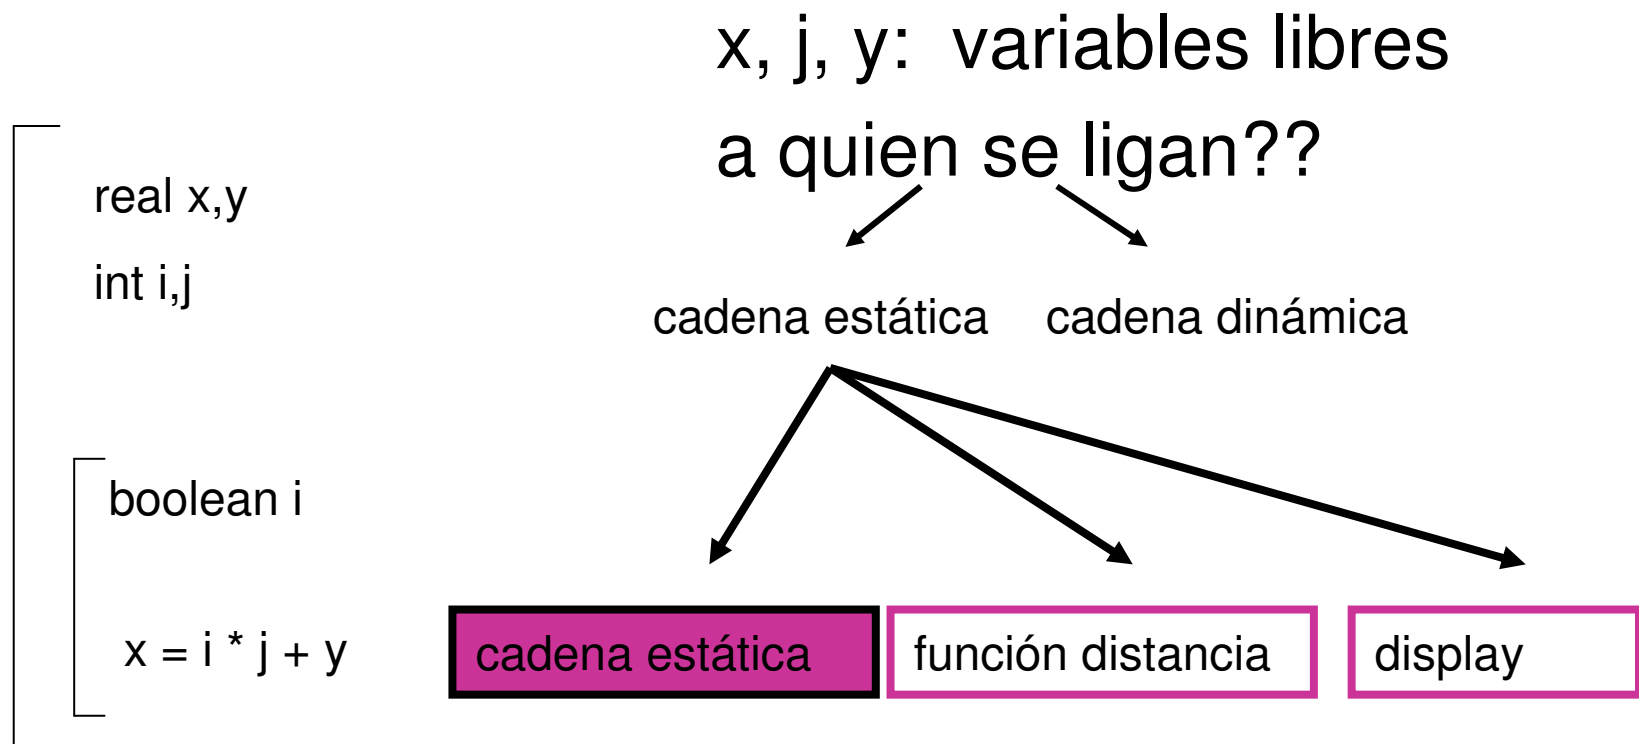 x, j, y: variables libres
a quien se ligan??
real x,y
int i,j
cadena estática
cadena dinámica
boolean i
x = i * j + y
cadena estática
función distancia
display